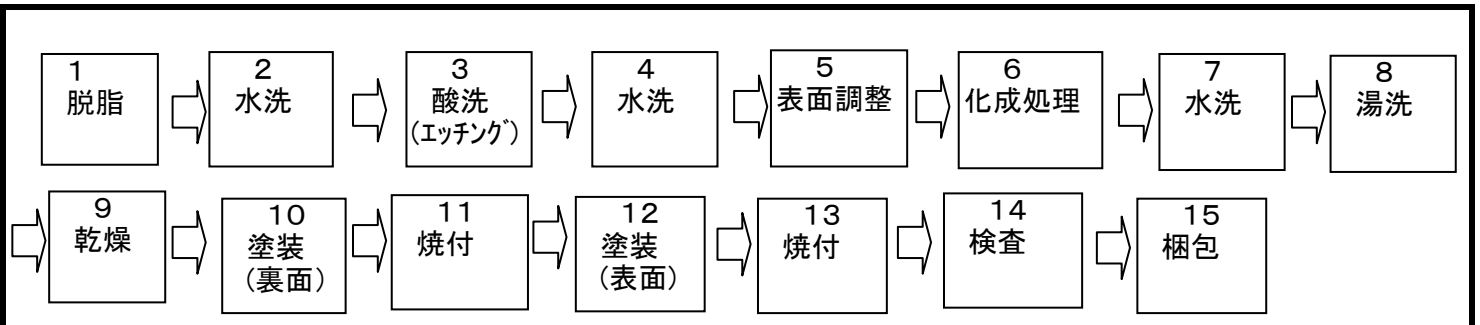 1
脱脂
2
水洗
3
酸洗
(ｴｯﾁﾝｸﾞ)
4
水洗
5
表面調整
6
化成処理
7
水洗
8
湯洗
9
乾燥
10
塗装
(裏面)
11
焼付
12
塗装
(表面)
13
焼付
14
検査
15
梱包